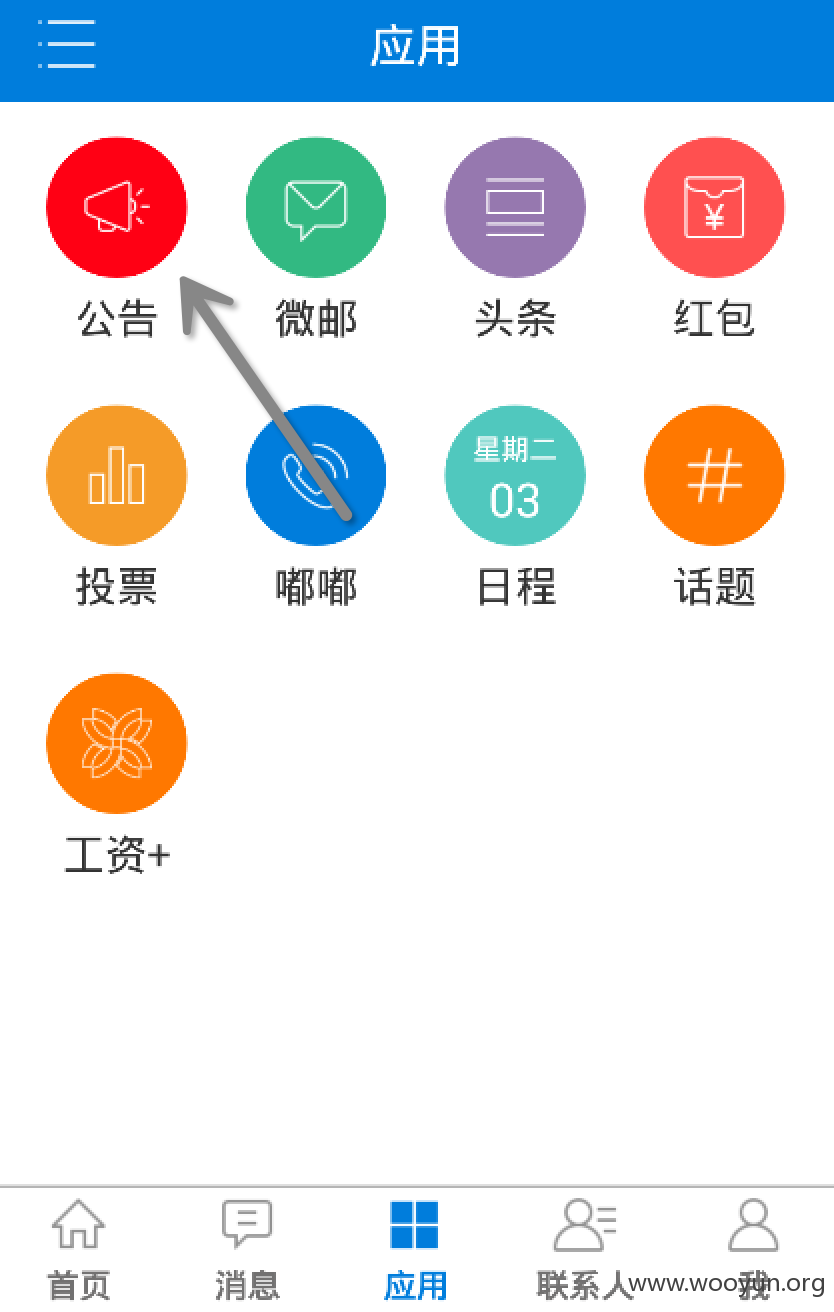 应用
¥
公告 微邮 头条 红包
星期二
03
#
投票 嘟嘟 日程 话题
工资+
首页 消息 应用 联系人 我
www.wooyun.org